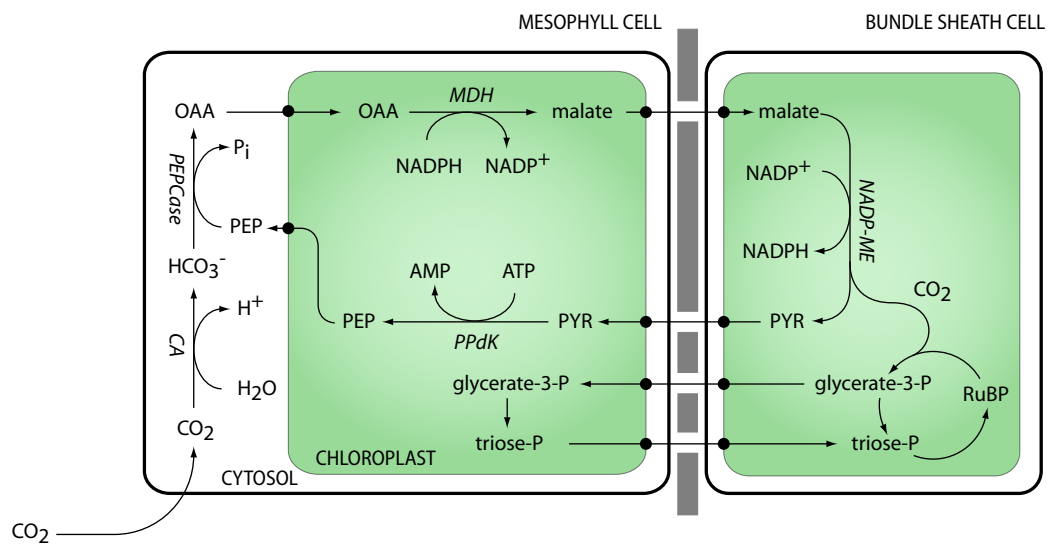 MESOPHYLL CELL
BUNDLE SHEATH CELL
OAA
OAA
MDH
malate
malate
NADPH
NADP+
Pi
PEPCase
PEP
HCO3-
NADP+
NADPH
NADP-ME
CO2
AMP
ATP
PEP
PPdK
PYR
PYR
H+
CA
H2O
CO2
glycerate-3-P
glycerate-3-P
RuBP
triose-P
triose-P
CHLOROPLAST
CYTOSOL
CO2